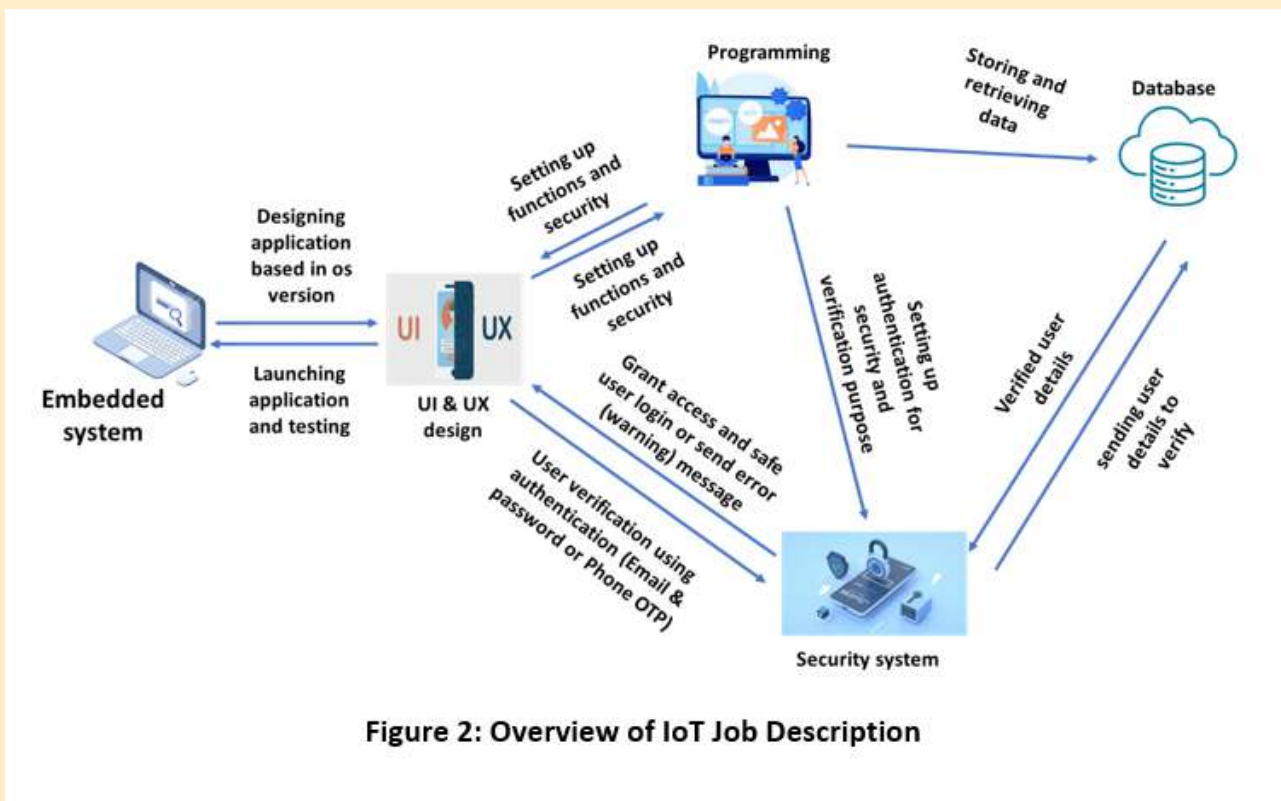 Programming
Storing and
retrieving
data
Database
Setting up
functions and
security
Designing
application
based in os
version
Setting up
functions and
security
UI
UX
Embedded
system
Launching
application
and testing
UI & UX
design
Setting up
authentication for
security and
verification purpose
Grant access and safe
user login or send error
(warning) message
User verification using
authentication (Email &
password or Phone OTP)
Verified user
details
sending user
details to
verify
Security system
Figure 2: Overview of IoT Job Description